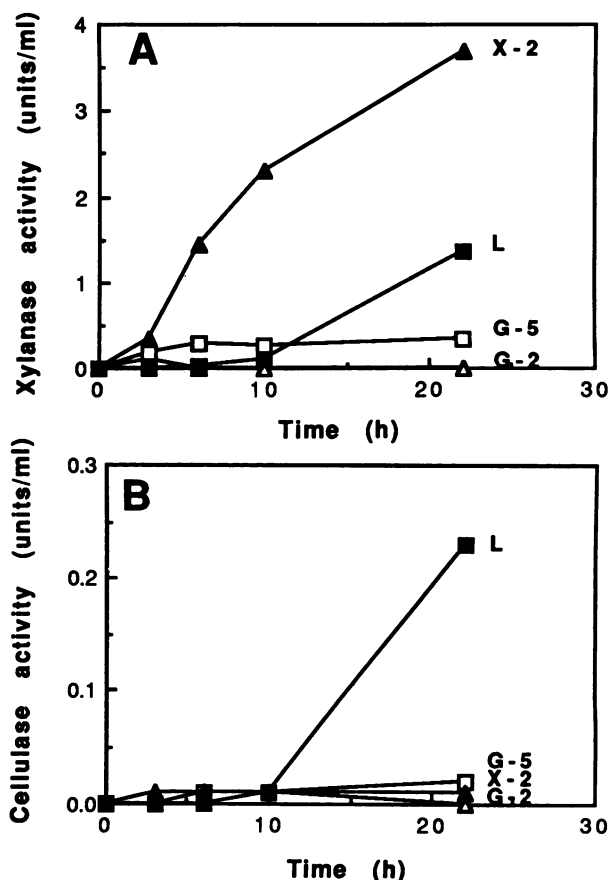 A
Xylanase activity (units/ml)
4
3
2
1
0
X-2
L
G-5
G-2
0 10 20 30
Time (h)
B
Cellulase activity (units/ml)
0.3
0.2
0.1
0.0
L
G-5
X-2
G-2
0 10 20 30
Time (h)